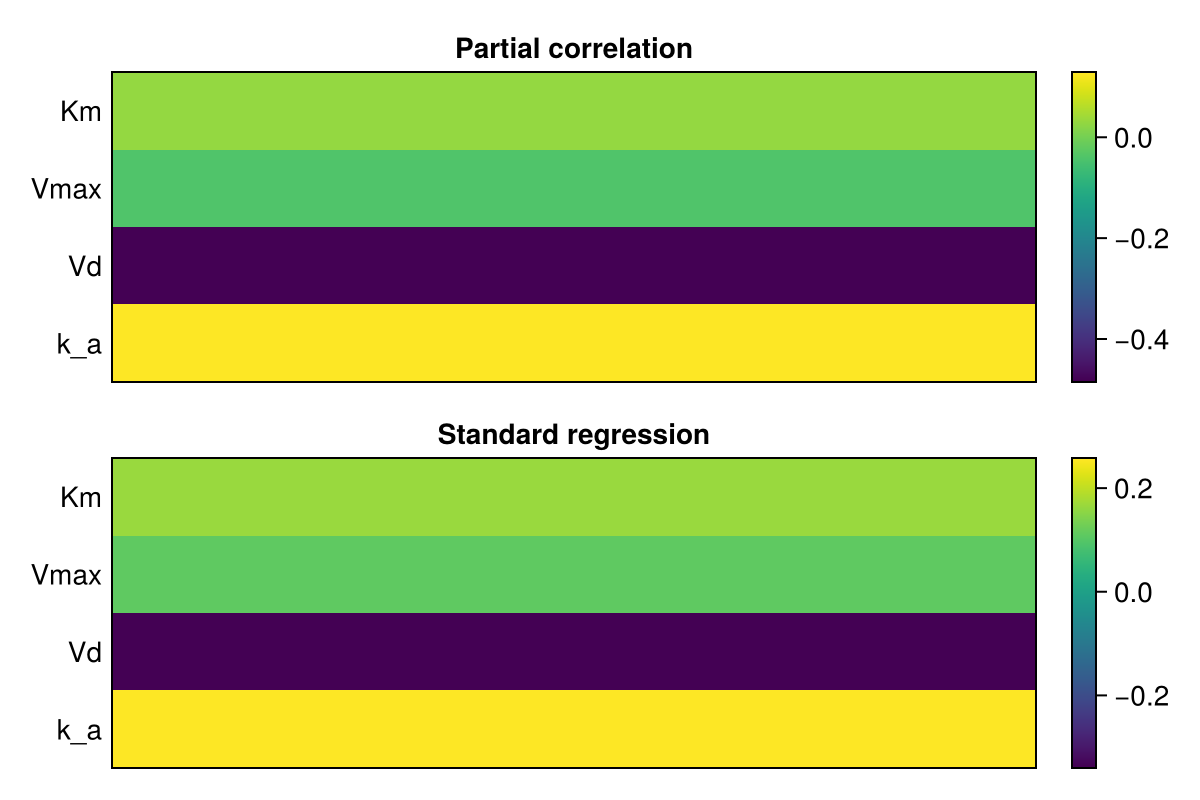 Partial correlation
Km
Vmax
Vd
k_a
0.0
−0.2
−0.4
Standard regression
Km
Vmax
Vd
k_a
0.2
0.0
−0.2